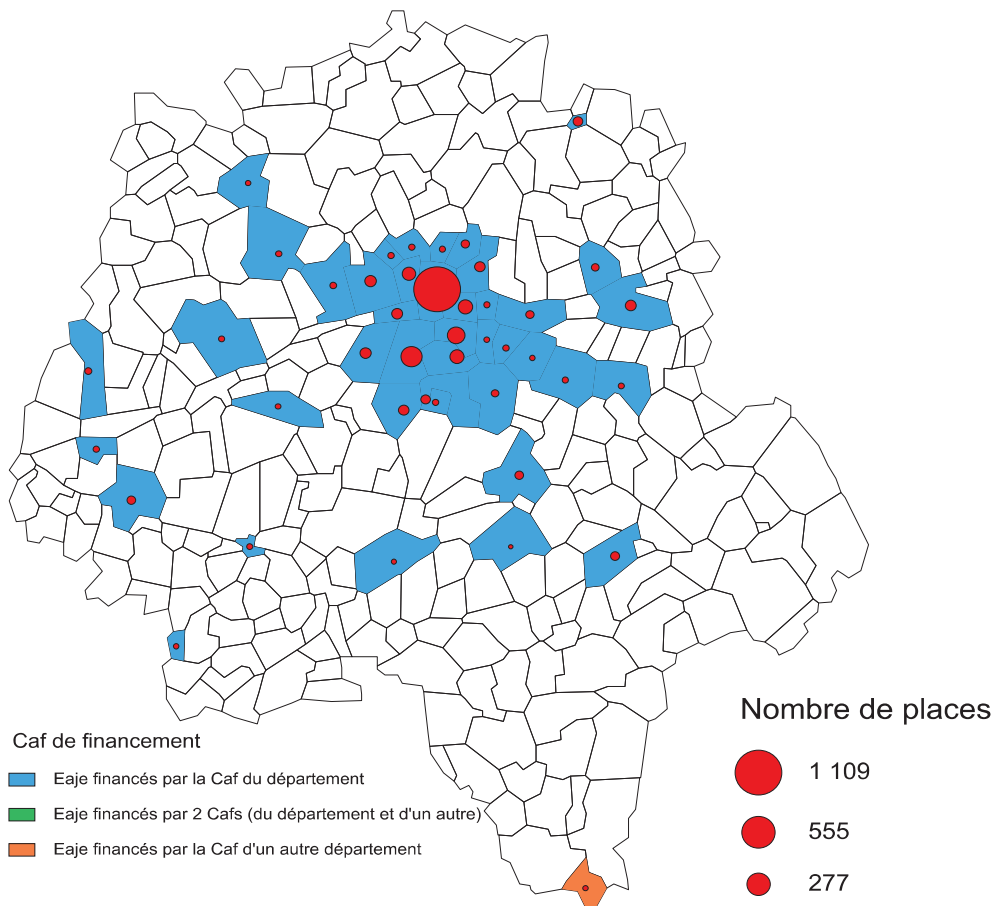 Nombre de places
1 109
555
277
Caf de financement
Eaje financés par la Caf du département
Eaje financés par 2 Cafs (du département et d'un autre)
Eaje financés par la Caf d'un autre département